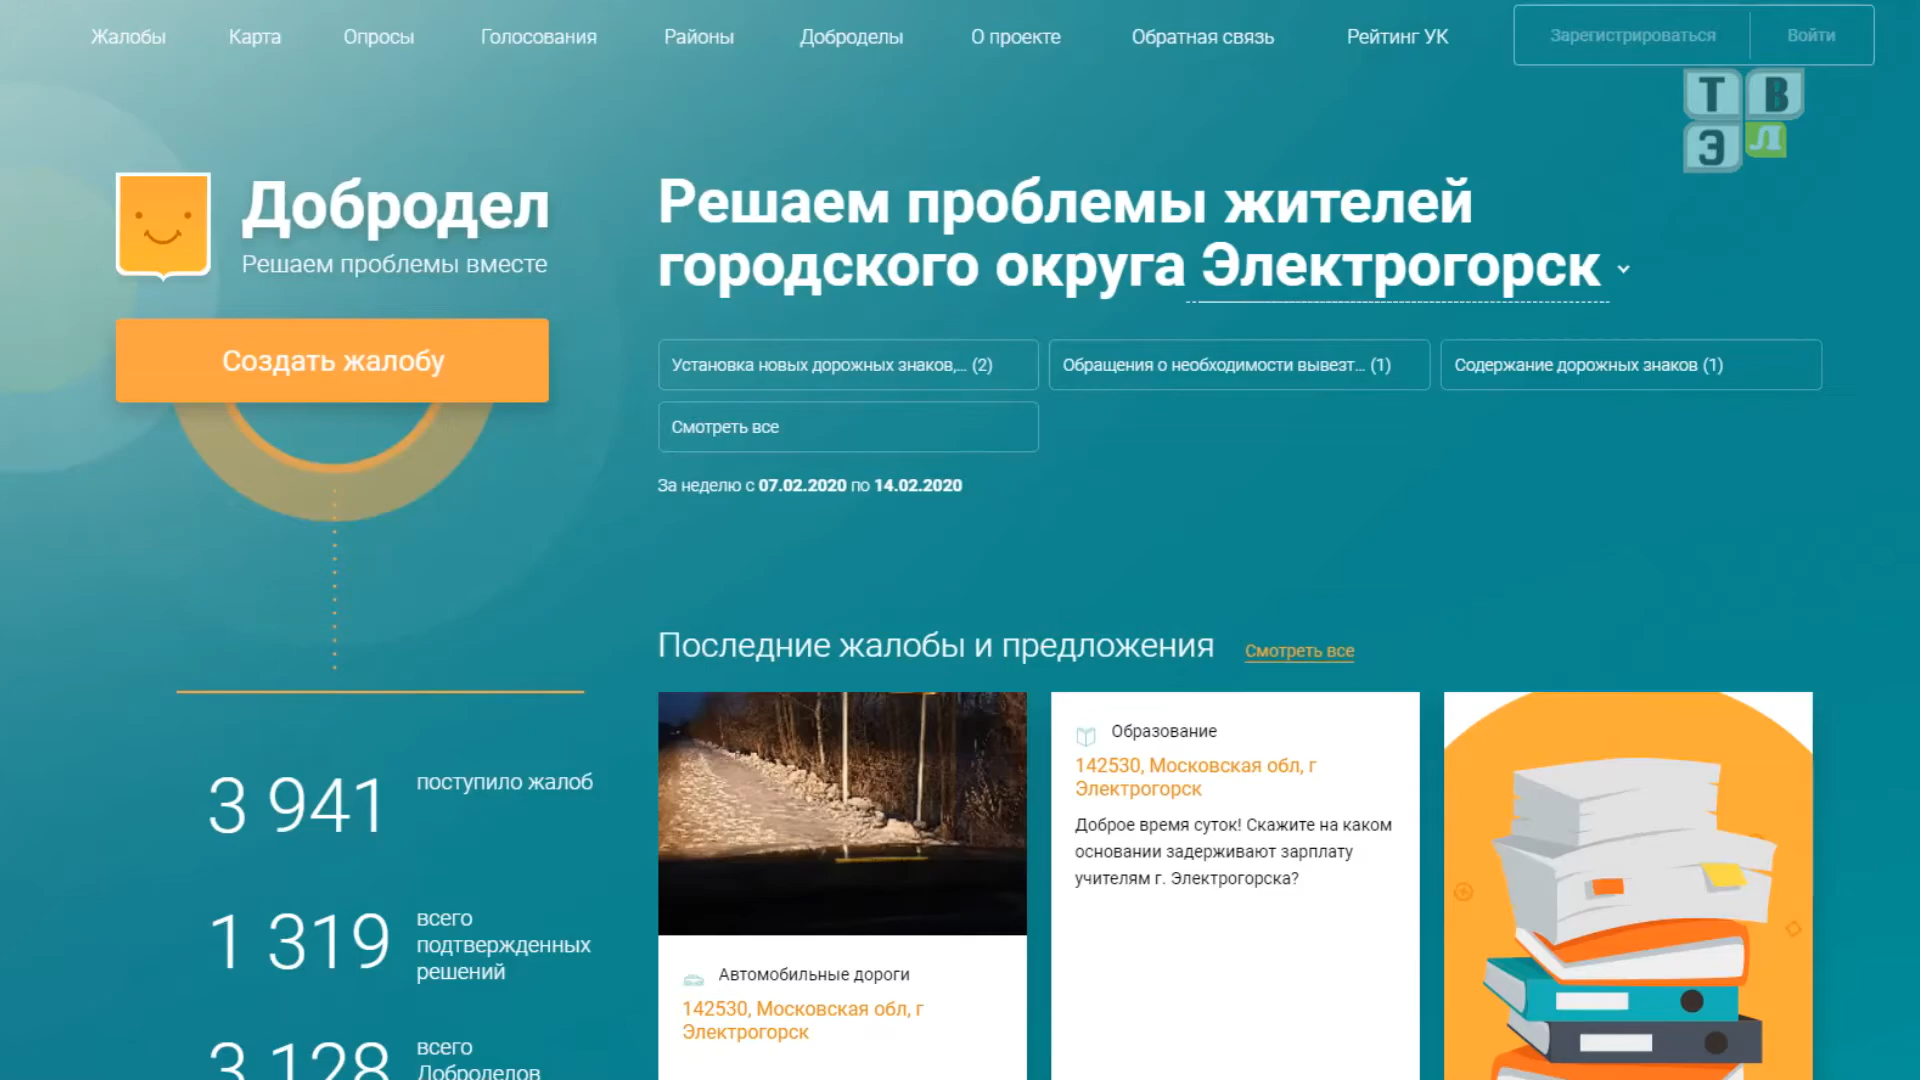 Жалобы Карта Опросы Голосования Районы Доброделы О проекте Обратная связь Рейтинг УК Зарегистрироваться Войти
Т В
Э Л
Добродел
Решаем проблемы вместе
Создать жалобу
Решаем проблемы жителей
городского округа Электрогорск
Установка новых дорожных знаков,... (2)
Обращения о необходимости вывезт... (1)
Содержание дорожных знаков (1)
Смотреть все
За неделю с 07.02.2020 по 14.02.2020
Последние жалобы и предложения Смотреть все
3 941 поступило жалоб
1 319 всего
подтвержденных
решений
3 128 всего
Доброделов
Автомобильные дороги
142530, Московская обл, г
Электрогорск
Образование
142530, Московская обл, г
Электрогорск
Доброе время суток! Скажите на каком
основании задерживают зарплату
учителям г. Электрогорска?